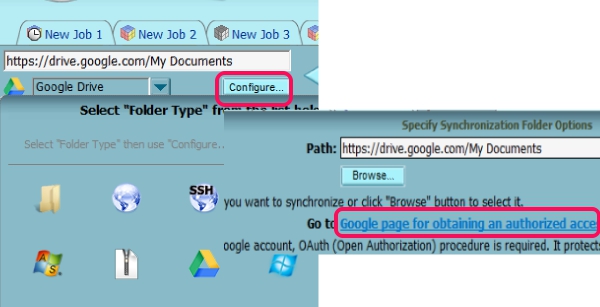 New Job 1 New Job 2 New Job 3
https://drive.google.com/My Documents
Google Drive Configure...
Select "Folder Type" from the list
Select "Folder Type" then use "Configure..
SSH
Specify Synchronization Folder Options
Path: https://drive.google.com/My Documents
Browse...
you want to synchronize or click "Browse" button to select it.
Go to Google page for obtaining an authorized acce
oogle account, OAuth (Open Authorization) procedure is required. It protects